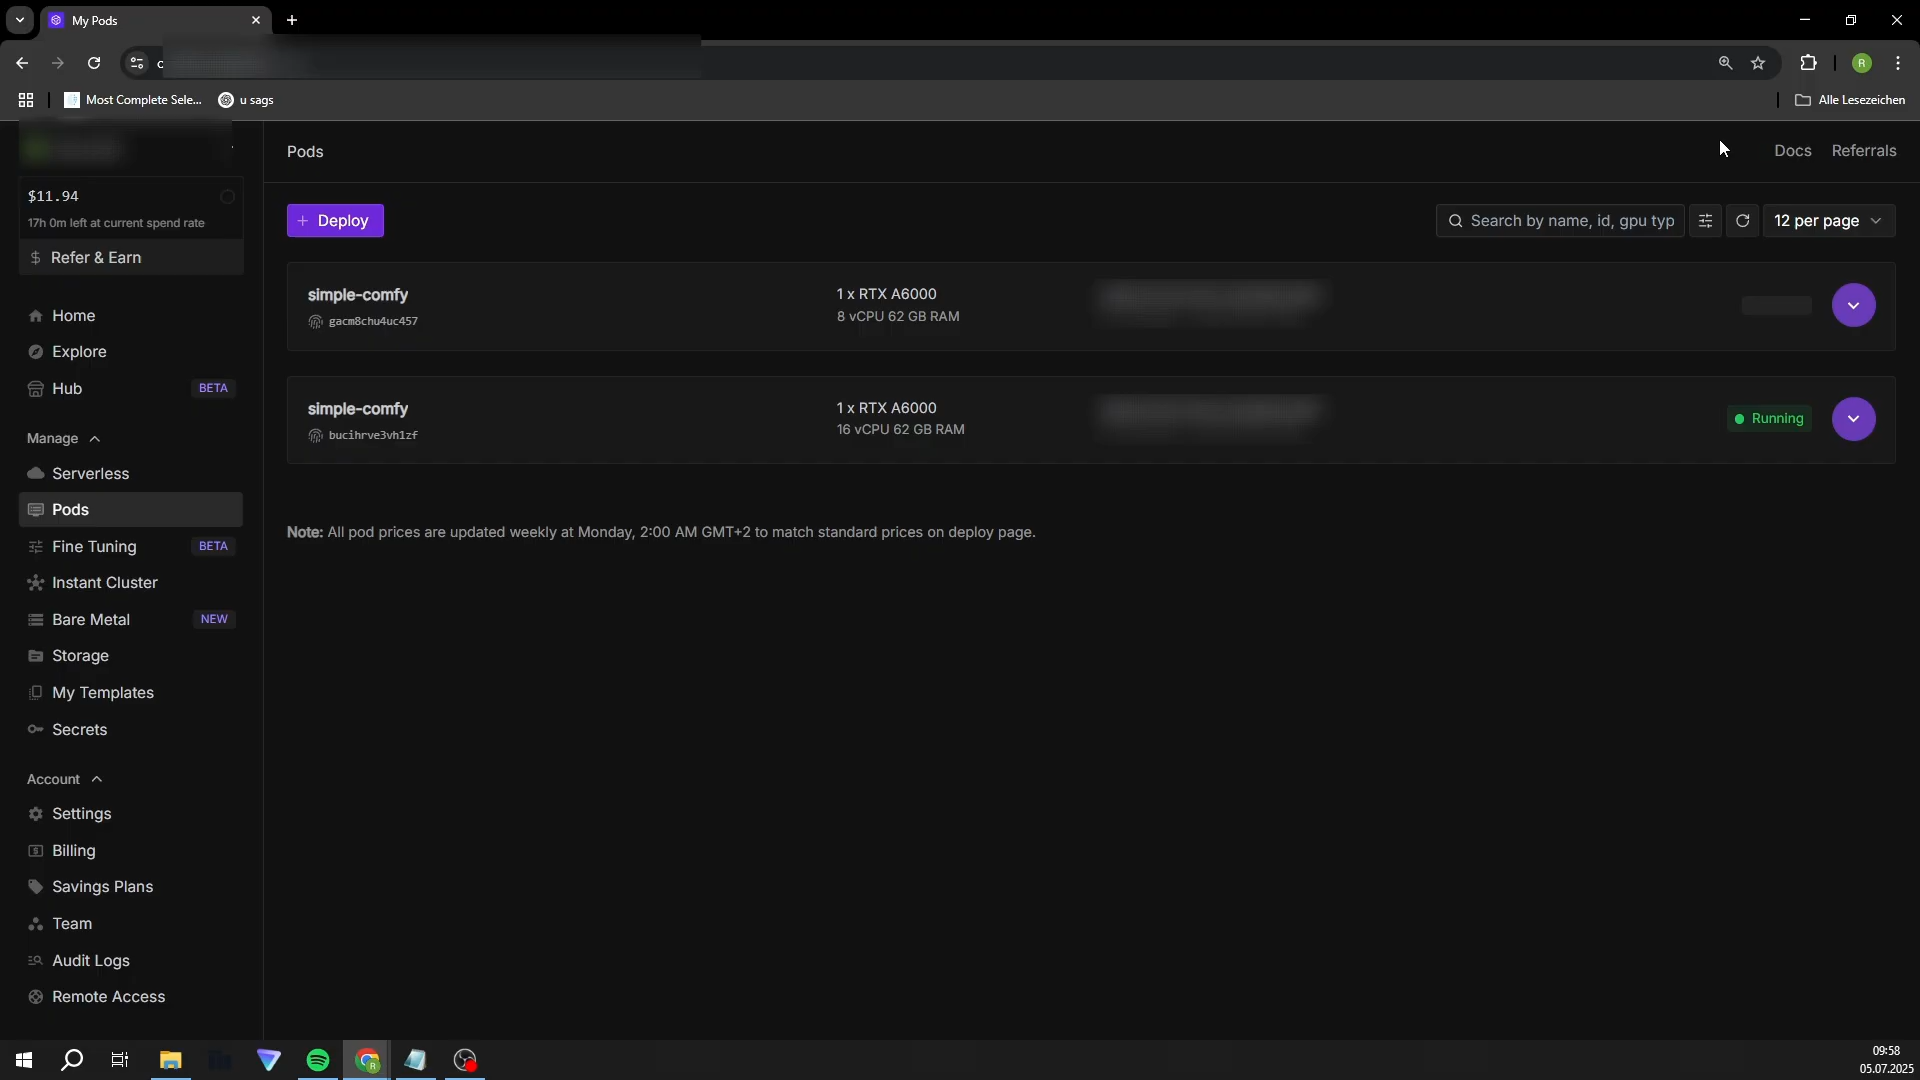 My Pods
Most Complete Sele...
u sags
Alle Lesezeichen
$11.94
17h 0m left at current spend rate
$ Refer & Earn
Home
Explore
Hub BETA
Manage
Serverless
Pods
Fine Tuning BETA
Instant Cluster
Bare Metal NEW
Storage
My Templates
Secrets
Account
Settings
Billing
Savings Plans
Team
Audit Logs
Remote Access
Pods
Docs Referrals
+ Deploy
Search by name, id, gpu typ
12 per page
simple-comfy
gacm8chu4uc457
1 x RTX A6000
8 vCPU 62 GB RAM
simple-comfy
bucihrve3vh1zf
1 x RTX A6000
16 vCPU 62 GB RAM
Running
Note: All pod prices are updated weekly at Monday, 2:00 AM GMT+2 to match standard prices on deploy page.
R
09:58
05.07.2025